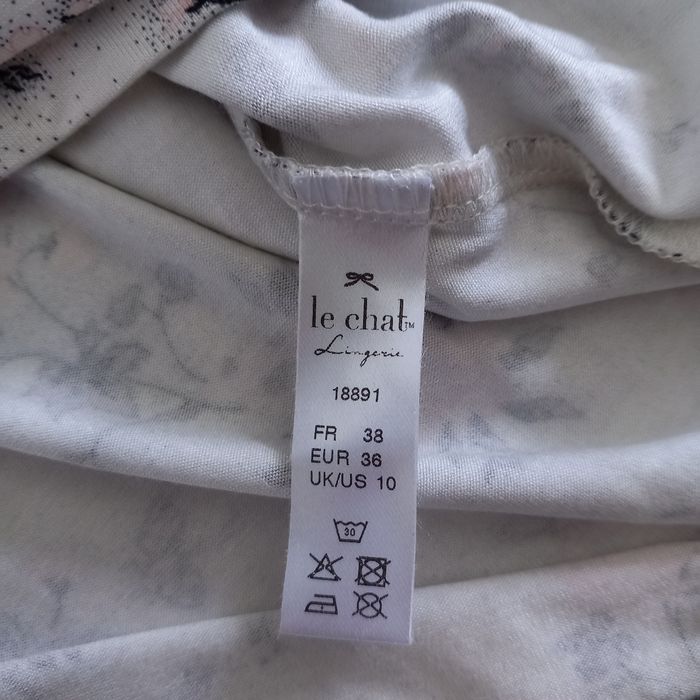 le chat™
Lingerie
18891
FR 38
EUR 36
UK/US 10
30